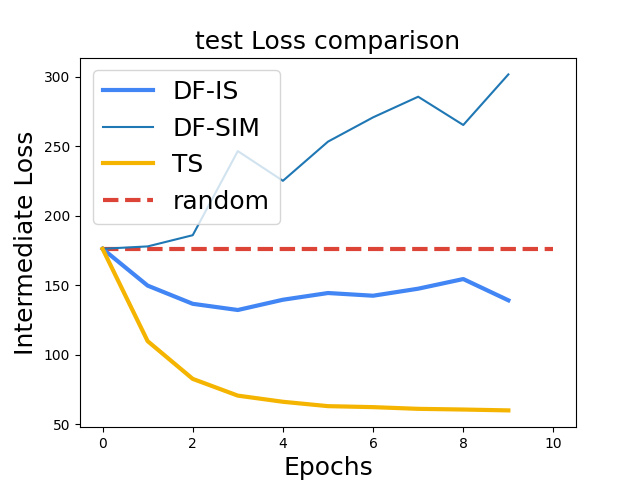 test Loss comparison
Intermediate Loss
300
250
200
150
100
50
DF-IS
DF-SIM
TS
random
0 2 4 6 8 10
Epochs